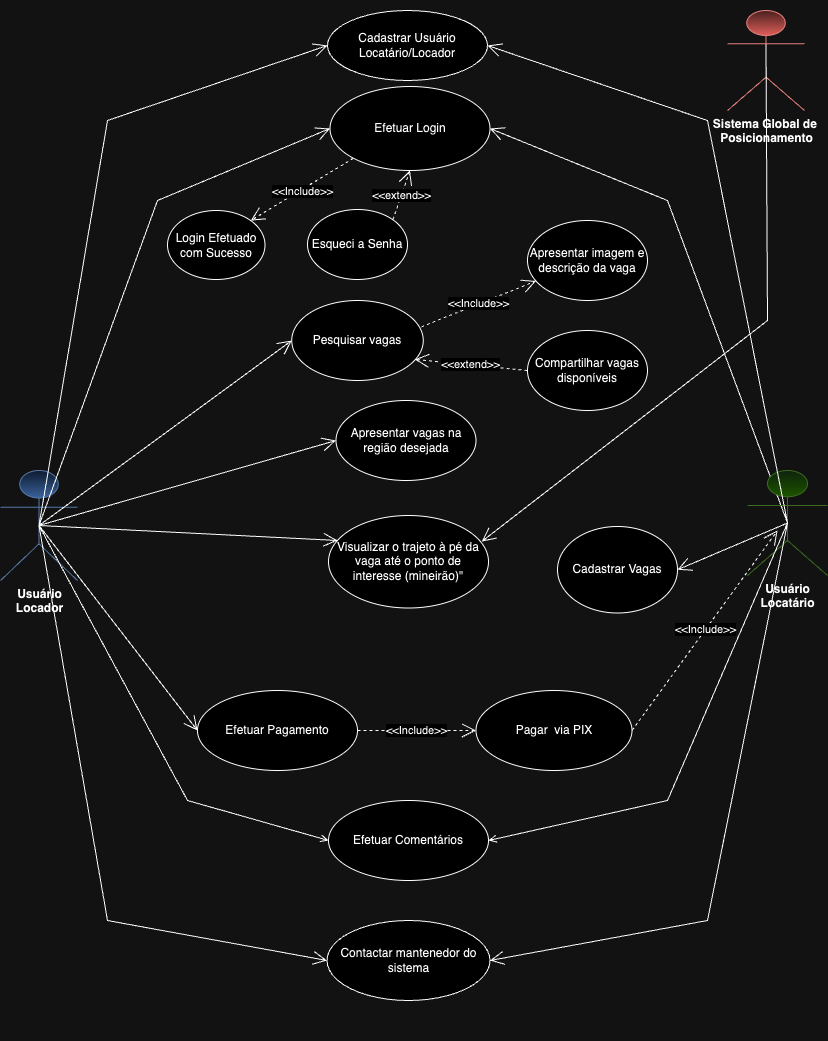 Cadastrar Usuário
Locatário/Locador
Sistema Global de
Posicionamento
Efetuar Login
<<Include>>
<<extend>>
Login Efetuado
com Sucesso
Esqueci a Senha
Apresentar imagem e
descrição da vaga
<<Include>>
Pesquisar vagas
<<extend>>
Compartilhar vagas
disponíveis
Apresentar vagas na
região desejada
Visualizar o trajeto à pé da
vaga até o ponto de
interesse (mineirão)"
Cadastrar Vagas
Usuário
Locador
Usuário
Locatário
<<Include>>
Efetuar Pagamento
<<Include>>
Pagar via PIX
Efetuar Comentários
Contactar mantenedor do
sistema